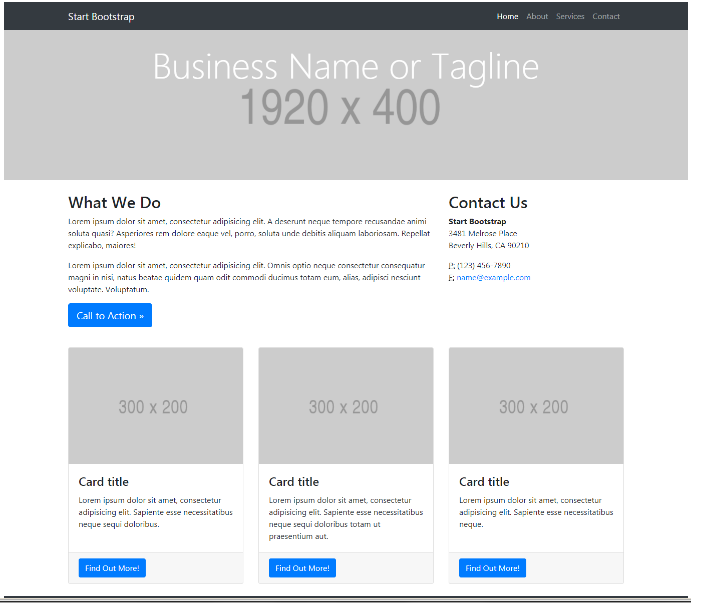 Start Bootstrap
Home About Services Contact
Business Name or Tagline
1920 x 400
What We Do
Lorem ipsum dolor sit amet, consectetur adipisicing elit. A deserunt neque tempore recusandae animi
soluta quasi? Asperiores rem dolore eaque vel, porro, soluta unde debitis aliquam laboriosam. Repellat
explicabo, maiores!
Lorem ipsum dolor sit amet, consectetur adipisicing elit. Omnis optio neque consectetur consequatur
magni in nisi, natus beatae quidem quam odit commodi ducimus totam eum, alias, adipisci nesciunt
voluptate. Voluptatum.
Call to Action »
Contact Us
Start Bootstrap
3481 Melrose Place
Beverly Hills, CA 90210
P: (123) 456-7890
E: name@example.com
300 x 200
Card title
Lorem ipsum dolor sit amet, consectetur
adipisicing elit. Sapiente esse necessitatibus
neque sequi doloribus.
Find Out More!
300 x 200
Card title
Lorem ipsum dolor sit amet, consectetur
adipisicing elit. Sapiente esse necessitatibus
neque sequi doloribus totam ut
praesentium aut.
Find Out More!
300 x 200
Card title
Lorem ipsum dolor sit amet, consectetur
adipisicing elit. Sapiente esse necessitatibus
neque.
Find Out More!